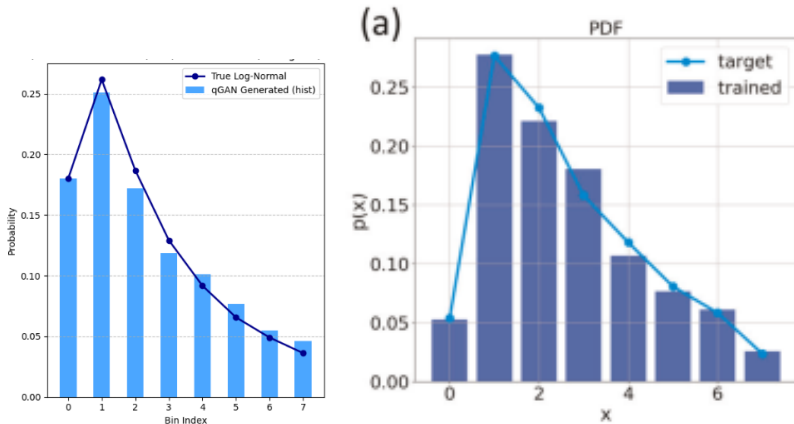 True Log-Normal
qGAN Generated (hist)
Probability
0.25
0.20
0.15
0.10
0.05
0.00
0 1 2 3 4 5 6 7
Bin Index
(a)
PDF
target
trained
p(x)
0.25
0.20
0.15
0.10
0.05
0.00
0 2 4 6
x